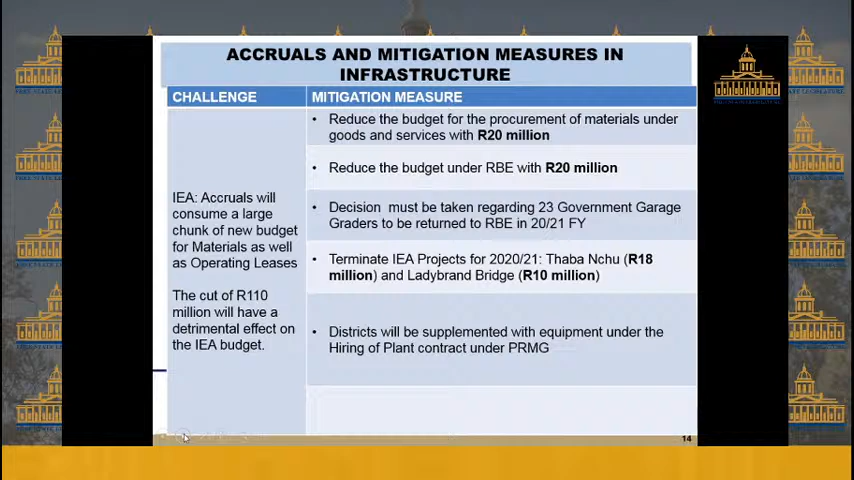 ACCRUALS AND MITIGATION MEASURES IN
INFRASTRUCTURE
CHALLENGE
MITIGATION MEASURE
IEA: Accruals will
consume a large
chunk of new budget
for Materials as well
as Operating Leases
The cut of R110
million will have a
detrimental effect on
the IEA budget.
• Reduce the budget for the procurement of materials under
goods and services with R20 million
• Reduce the budget under RBE with R20 million
• Decision must be taken regarding 23 Government Garage
Graders to be returned to RBE in 20/21 FY
• Terminate IEA Projects for 2020/21: Thaba Nchu (R18
million) and Ladybrand Bridge (R10 million)
• Districts will be supplemented with equipment under the
Hiring of Plant contract under PRMG
14